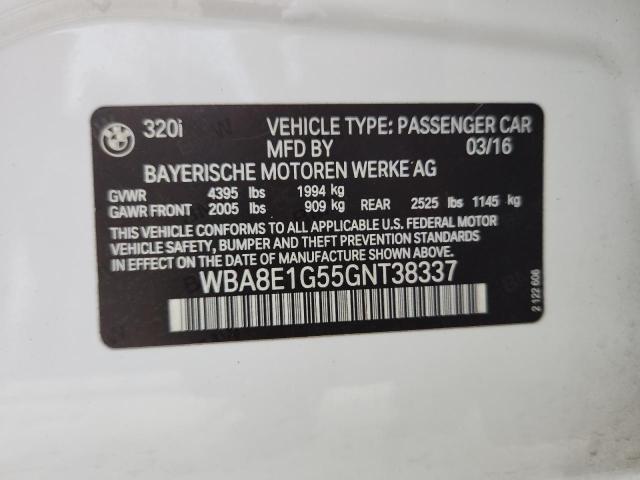 320i VEHICLE TYPE: PASSENGER CAR
MFD BY 03/16
BAYERISCHE MOTOREN WERKE AG
GVWR 4395 lbs 1994 kg
GAWR FRONT 2005 lbs 909 kg REAR 2525 lbs 1145 kg
THIS VEHICLE CONFORMS TO ALL APPLICABLE U.S. FEDERAL MOTOR
VEHICLE SAFETY, BUMPER AND THEFT PREVENTION STANDARDS
IN EFFECT ON THE DATE OF MANUFACTURE SHOWN ABOVE.
WBA8E1G55GNT38337
2 122 606